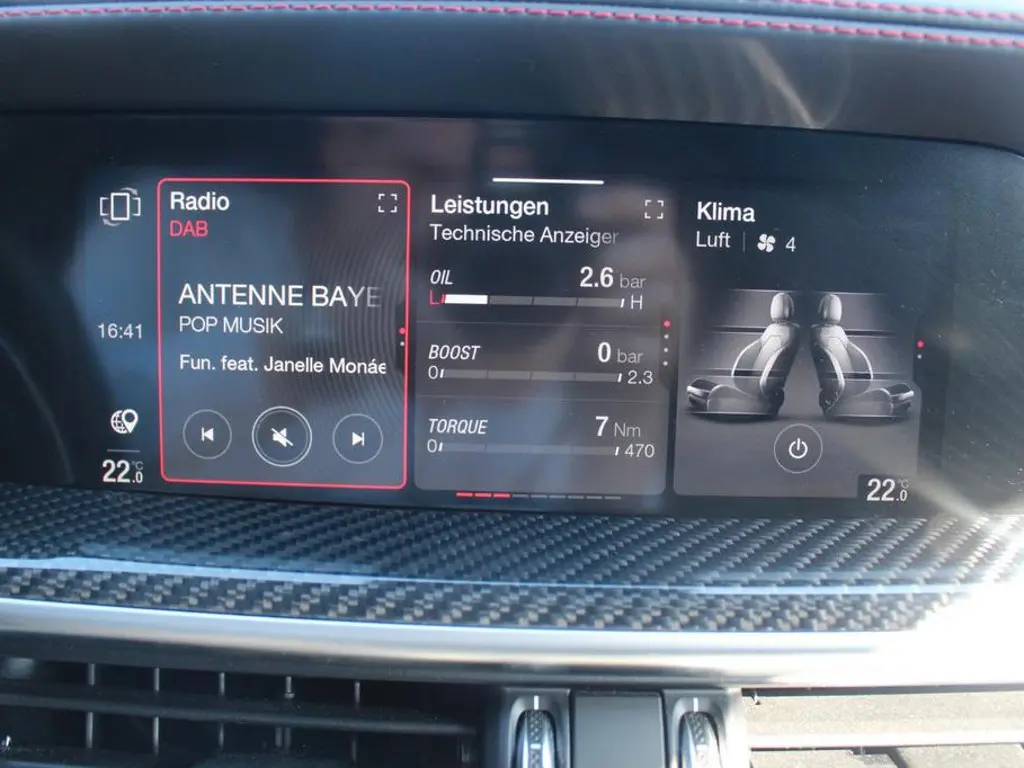 16:41
22.0 °C
Radio
DAB
ANTENNE BAYE
POP MUSIK
Fun. feat. Janelle Monáe
Leistungen
Technische Anzeiger
OIL 2.6 bar
L H
BOOST 0 bar
0 2.3
TORQUE 7 Nm
0 470
Klima
Luft 4
22.0 °C